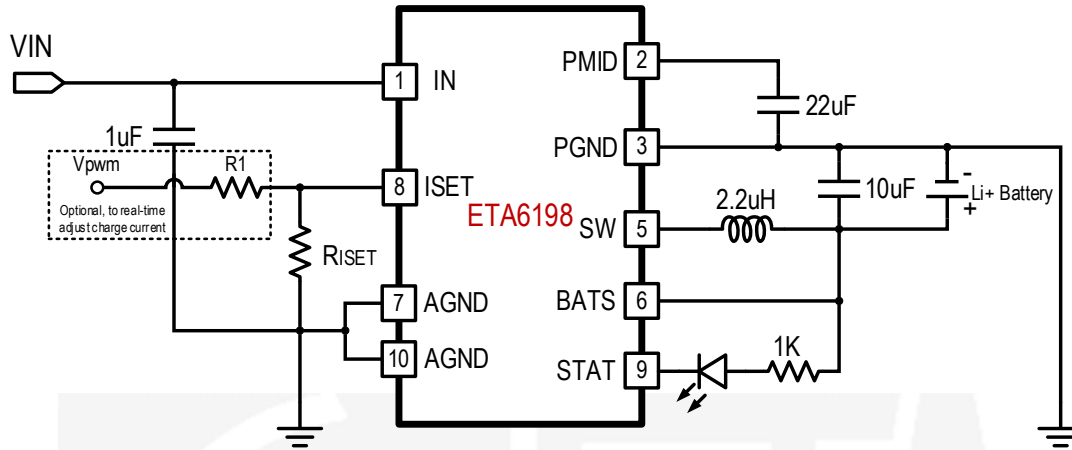 VIN
1
IN
1uF
Vpwm
R1
Optional, to real-time
adjust charge current
8
ISET
RISET
7
AGND
10
AGND
ETA6198
PMID
2
22uF
PGND
3
10uF
-
Li+ Battery
+
2.2uH
SW
5
BATS
6
STAT
9
1K